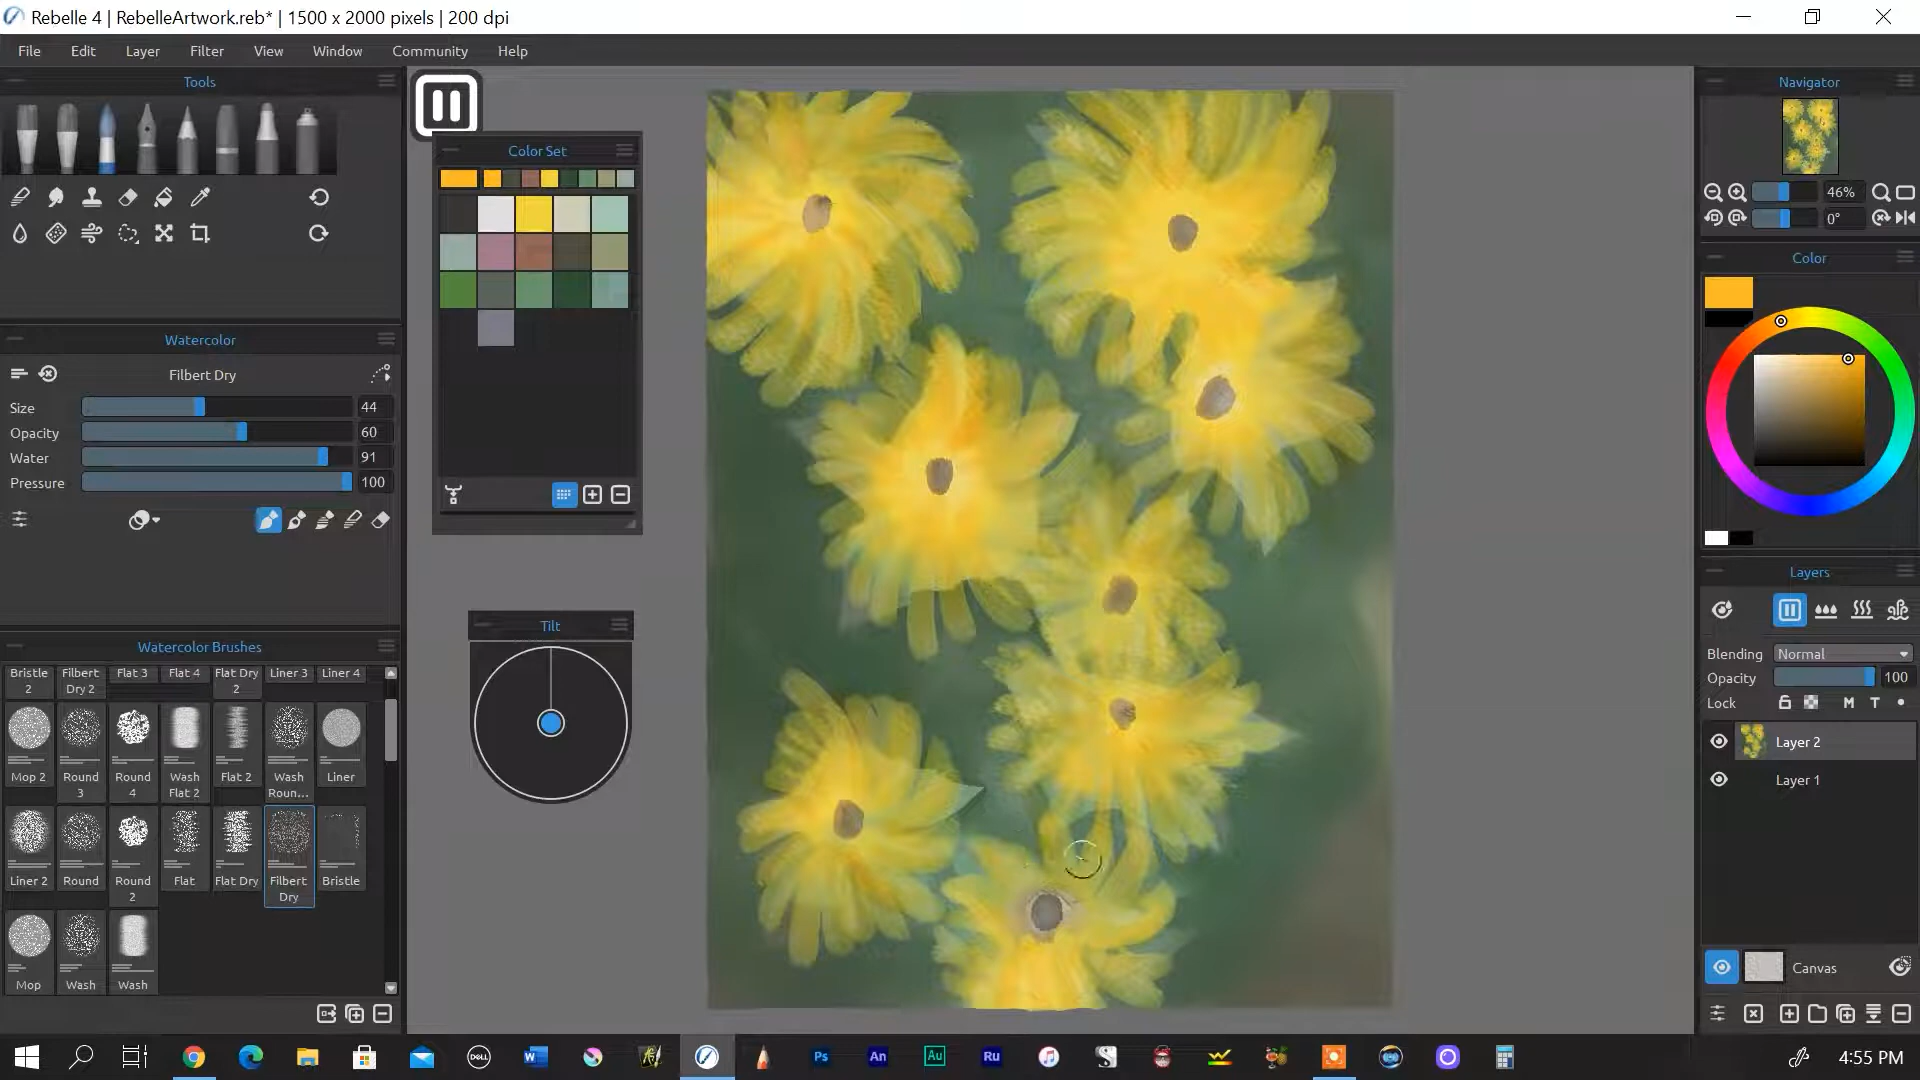 Rebelle 4 | RebelleArtwork.reb* | 1500 x 2000 pixels | 200 dpi
File Edit Layer Filter View Window Community Help
Tools
Watercolor
Filbert Dry
Size 44
Opacity 60
Water 91
Pressure 100
Watercolor Brushes
Bristle 2
Filbert Dry 2
Flat 3
Flat 4
Flat Dry 2
Liner 3
Liner 4
Mop 2
Round 3
Round 4
Wash Flat 2
Flat 2
Wash Roun...
Liner
Liner 2
Round
Round 2
Flat
Flat Dry
Filbert Dry
Bristle
Mop
Wash
Wash
Color Set
Tilt
Navigator
46%
0°
Color
Layers
Blending Normal
Opacity 100
Lock M T
Layer 2
Layer 1
Canvas
DELL
W
Ps
An
Au
Ru
4:55 PM